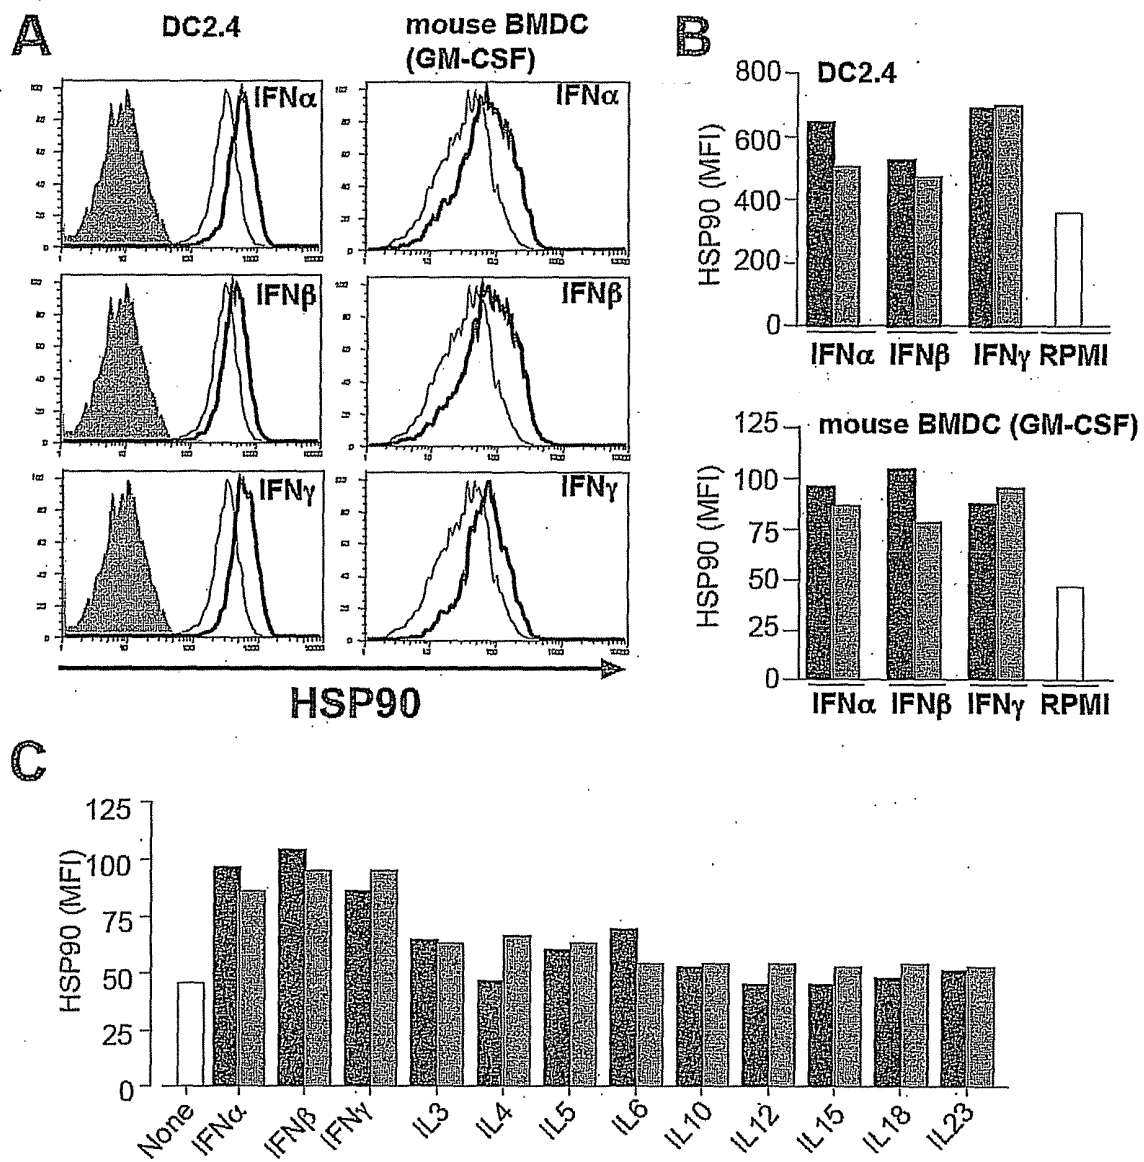 A
DC2.4
mouse BMDC
(GM-CSF)
IFNα
IFNα
IFNβ
IFNβ
IFNγ
IFNγ
HSP90
B
DC2.4
HSP90 (MFI)
800
600
400
200
0
IFNα IFNβ IFNγ RPMI
mouse BMDC (GM-CSF)
HSP90 (MFI)
125
100
75
50
25
0
IFNα IFNβ IFNγ RPMI
C
HSP90 (MFI)
125
100
75
50
25
0
None IFNα IFNβ IFNγ IL3 IL4 IL5 IL6 IL10 IL12 IL15 IL18 IL23